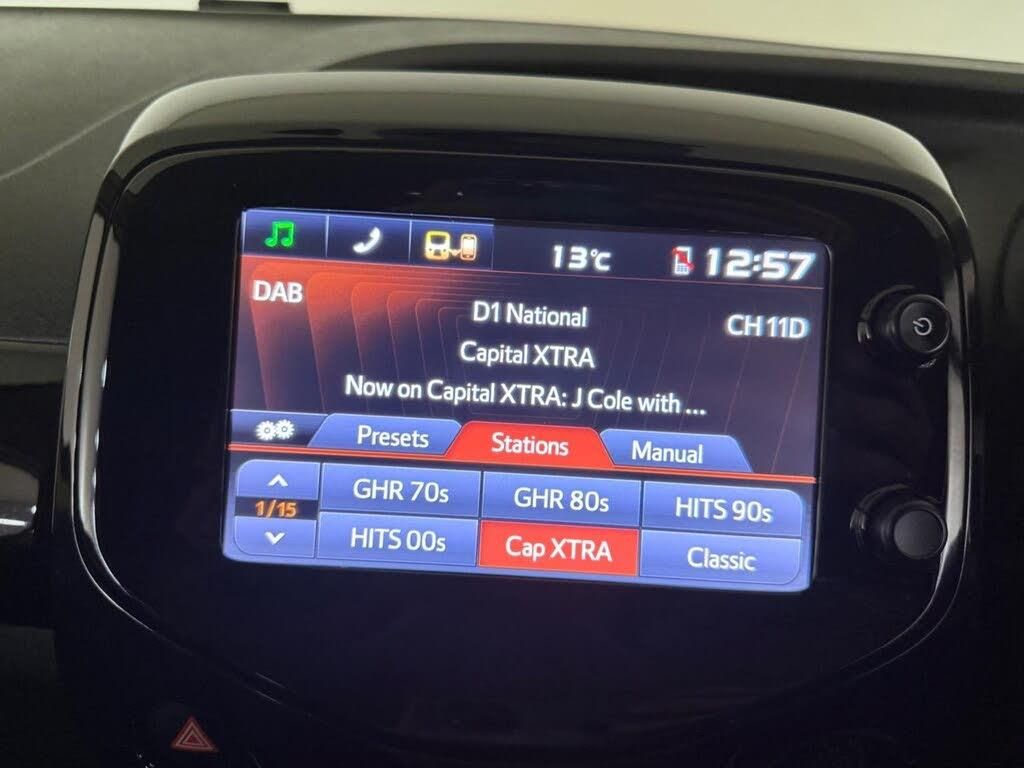 13°C 12:57
DAB
D1 National
CH 11D
Capital XTRA
Now on Capital XTRA: J Cole with ...
Presets Stations Manual
GHR 70s GHR 80s HITS 90s
1/15
HITS 00s Cap XTRA Classic